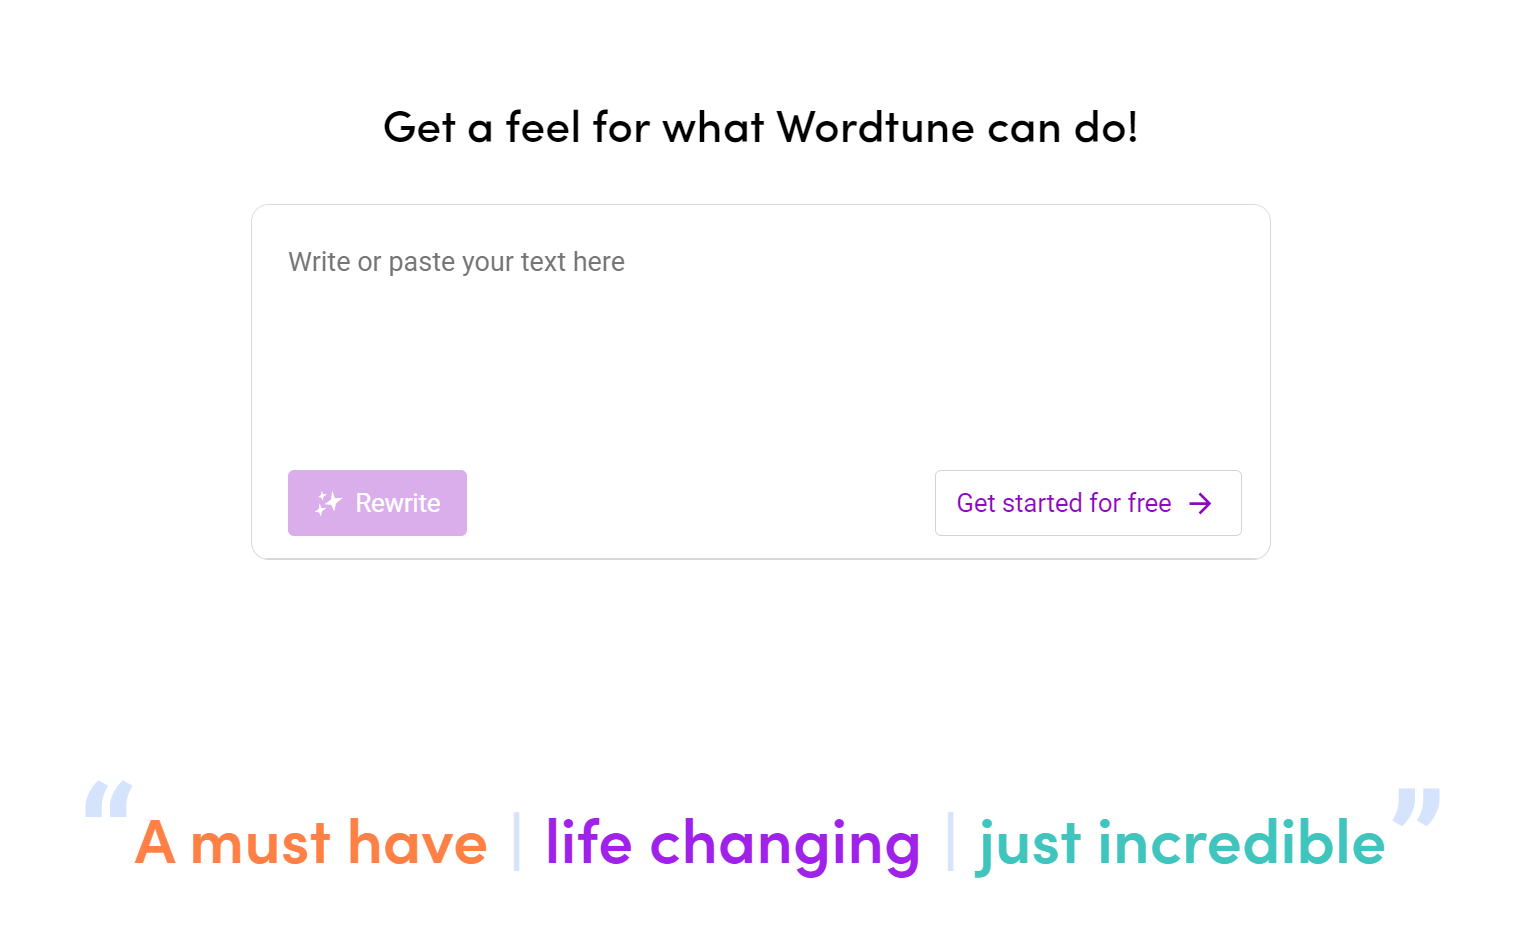 Get a feel for what Wordtune can do!
Write or paste your text here
Rewrite
Get started for free →
“A must have | life changing | just incredible”